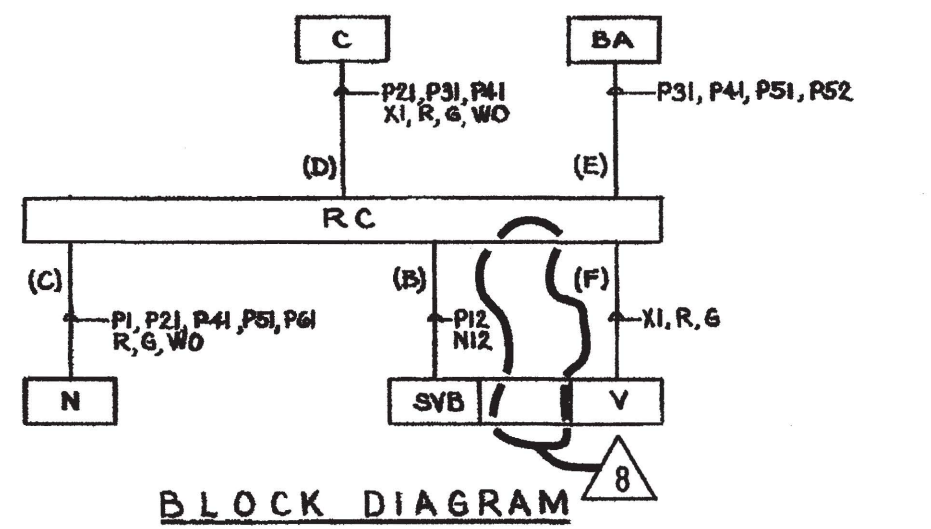 C
BA
P21, P31, P41
X1, R, G, WO
P31, P41, P51, P52
(D)
(E)
RC
(C)
(B)
(F)
P1, P21, P41, P51, P61
R, G, WO
P12
N12
X1, R, G
N
SVB
V
8
BLOCK DIAGRAM